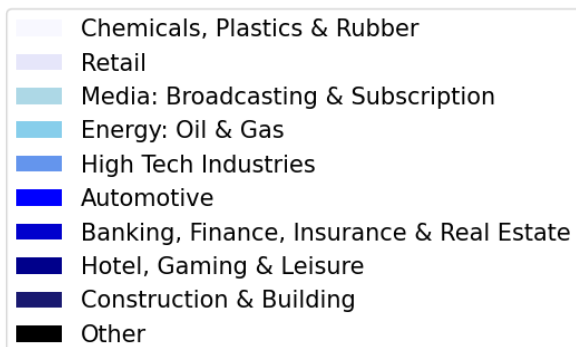 Chemicals, Plastics & Rubber
Retail
Media: Broadcasting & Subscription
Energy: Oil & Gas
High Tech Industries
Automotive
Banking, Finance, Insurance & Real Estate
Hotel, Gaming & Leisure
Construction & Building
Other